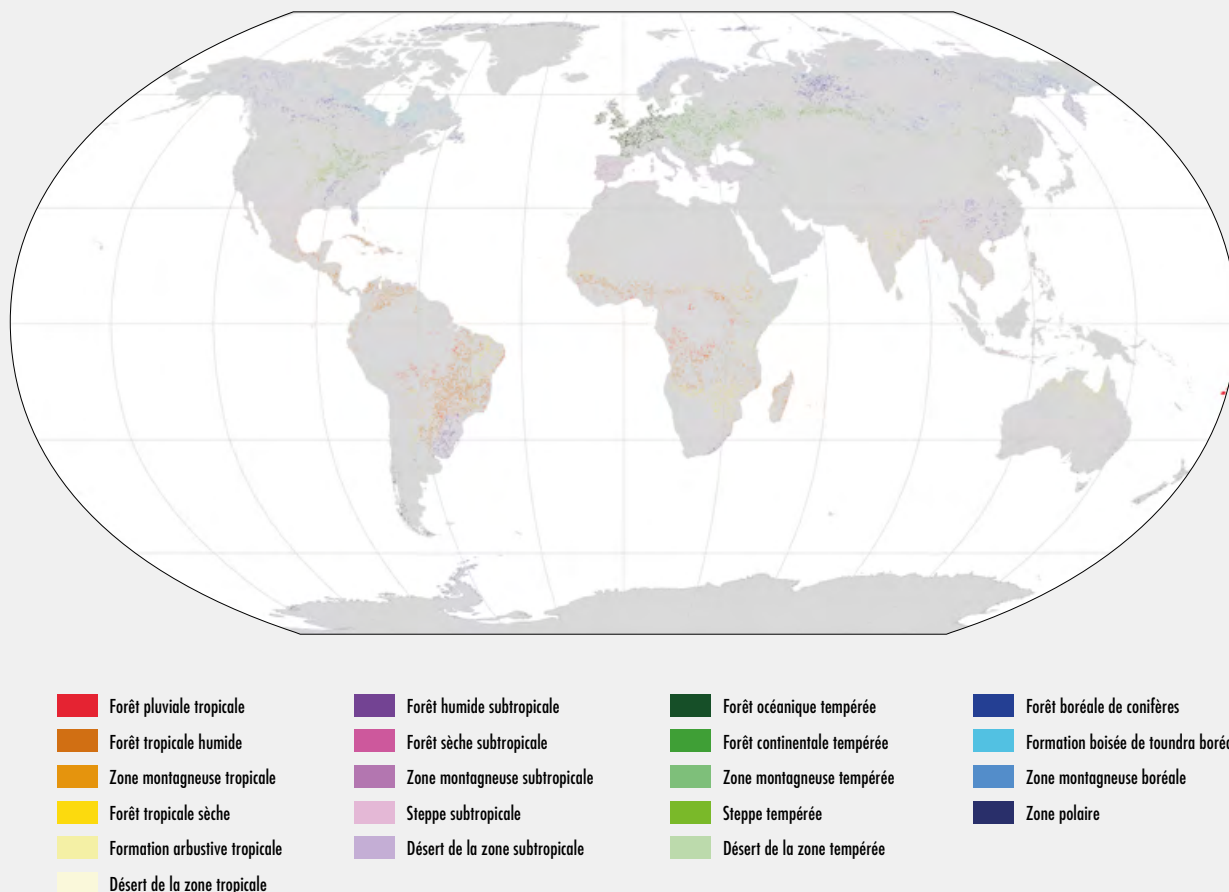 Forêt pluviale tropicale
Forêt tropicale humide
Zone montagneuse tropicale
Forêt tropicale sèche
Formation arbustive tropicale
Désert de la zone tropicale
Forêt humide subtropicale
Forêt sèche subtropicale
Zone montagneuse subtropicale
Steppe subtropicale
Désert de la zone subtropicale
Forêt océanique tempérée
Forêt continentale tempérée
Zone montagneuse tempérée
Steppe tempérée
Désert de la zone tempérée
Forêt boréale de conifères
Formation boisée de toundra
Zone montagneuse boréale
Zone polaire